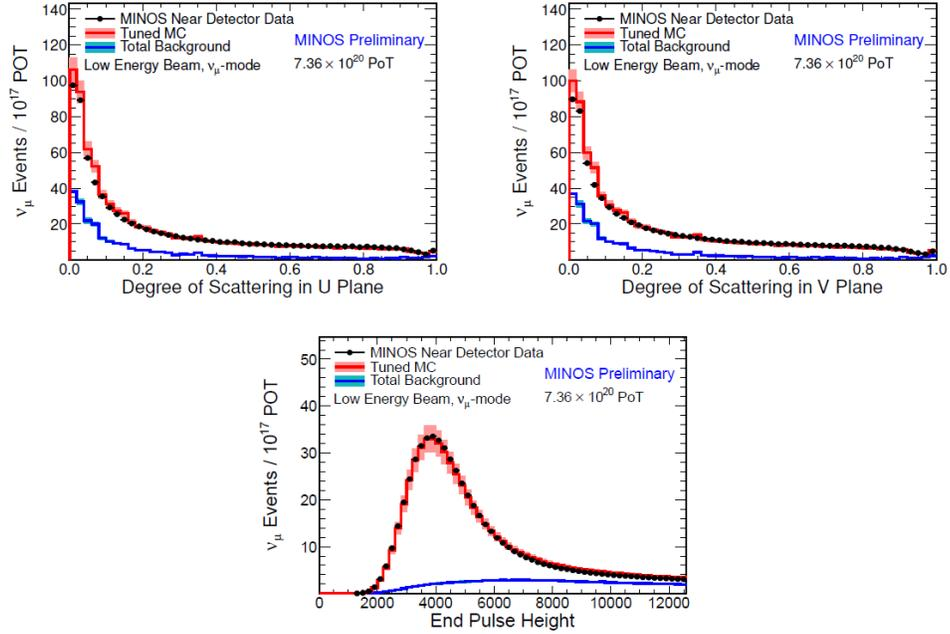 MINOS Near Detector Data
Tuned MC
Total Background
Low Energy Beam, νμ-mode
MINOS Preliminary
7.36 × 10²⁰ PoT
νμ Events / 10¹⁷ POT
140
120
100
80
60
40
20
0.0 0.2 0.4 0.6 0.8 1.0
Degree of Scattering in U Plane
MINOS Near Detector Data
Tuned MC
Total Background
Low Energy Beam, νμ-mode
MINOS Preliminary
7.36 × 10²⁰ PoT
νμ Events / 10¹⁷ POT
140
120
100
80
60
40
20
0.0 0.2 0.4 0.6 0.8 1.0
Degree of Scattering in V Plane
MINOS Near Detector Data
Tuned MC
Total Background
Low Energy Beam, νμ-mode
MINOS Preliminary
7.36 × 10²⁰ PoT
νμ Events / 10¹⁷ POT
50
40
30
20
10
0 2000 4000 6000 8000 10000 12000
End Pulse Height